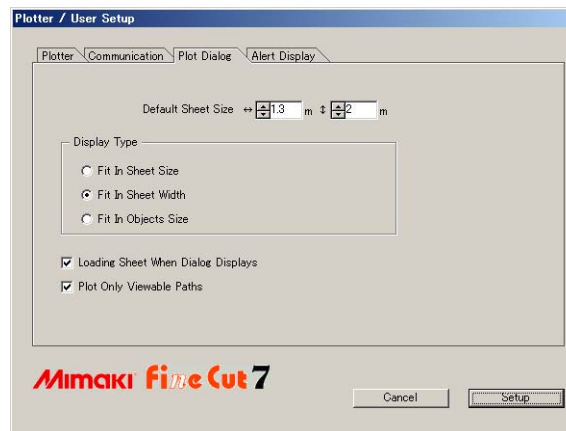 Plotter / User Setup
Plotter Communication Plot Dialog Alert Display
Default Sheet Size ↔ 1.3 m ↕ 2 m
Display Type
Fit In Sheet Size
Fit In Sheet Width
Fit In Objects Size
Loading Sheet When Dialog Displays
Plot Only Viewable Paths
Mimaki Fine Cut 7
Cancel Setup